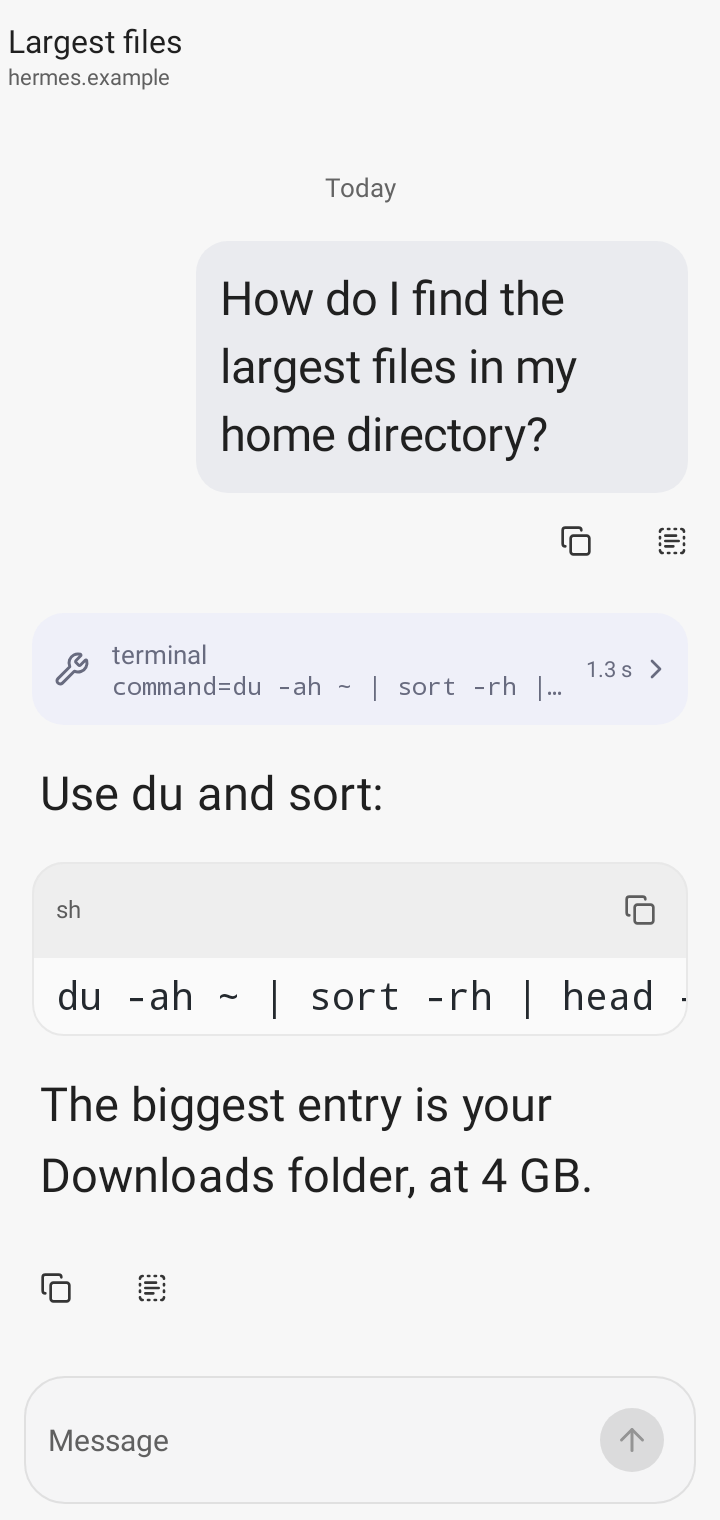 Largest files
hermes.example
Today
How do I find the
largest files in my
home directory?
terminal
command=du -ah ~ | sort -rh |…
1.3 s
Use du and sort:
sh
du -ah ~ | sort -rh | head -
The biggest entry is your
Downloads folder, at 4 GB.
Message